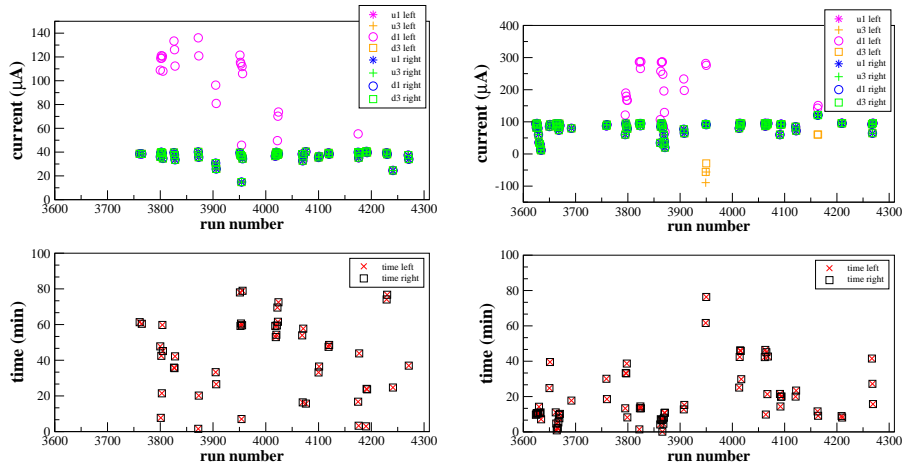 u1 left
u3 left
d1 left
d3 left
u1 right
u3 right
d1 right
d3 right
140
120
100
80
60
40
20
0
current (μA)
3600 3700 3800 3900 4000 4100 4200 4300
run number
u1 left
u3 left
d1 left
d3 left
u1 right
u3 right
d1 right
d3 right
400
300
200
100
0
-100
current (μA)
3600 3700 3800 3900 4000 4100 4200 4300
run number
time left
time right
100
80
60
40
20
0
time (min)
3600 3700 3800 3900 4000 4100 4200 4300
run number
time left
time right
100
80
60
40
20
0
time (min)
3600 3700 3800 3900 4000 4100 4200 4300
run number